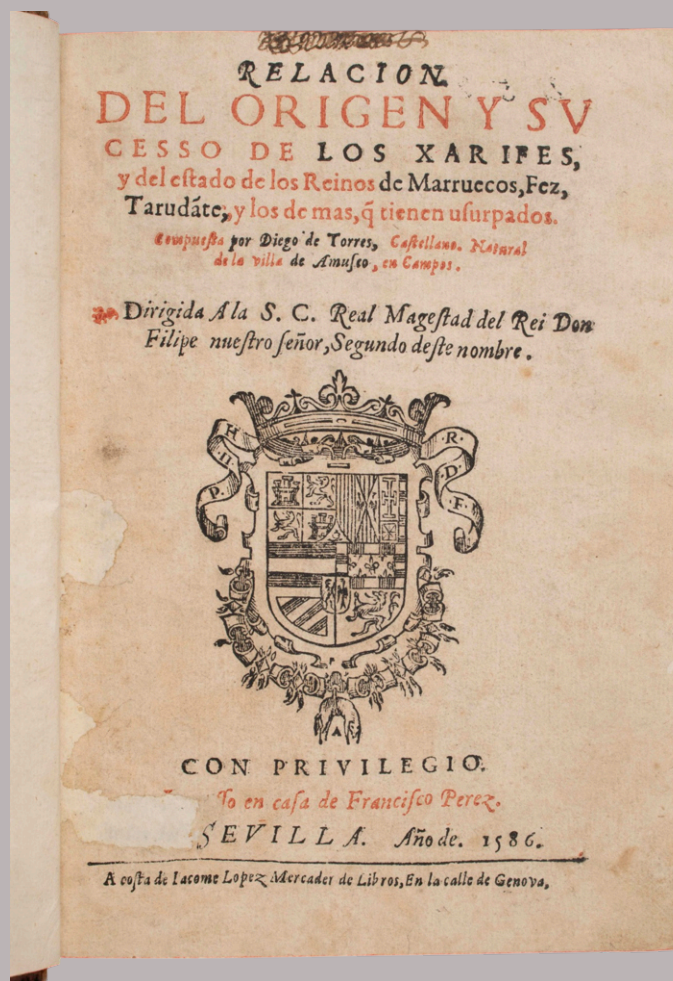 RELACION
DEL ORIGEN Y SV
CESSO DE LOS XARIFES,
y del eſtado de los Reinos de Marruecos, Fez,
Tarudāte, y los de mas, q̃ tienen uſurpados.
Compueſta por Diego de Torres, Caſtellano. Natural
de la villa de Amuſco, en Campos.
Dirigida A la S. C. Real Mageſtad del Rei Don
Filipe nueſtro ſeñor, Segundo deſte nombre.
H II P
R. D. F.
P
A
CON PRIVILEGIO.
en caſa de Franciſco Perez.
SEVILLA. Año de. 1586.
A coſta de Iacome Lopez Mercader de Libros, En la calle de Genova,